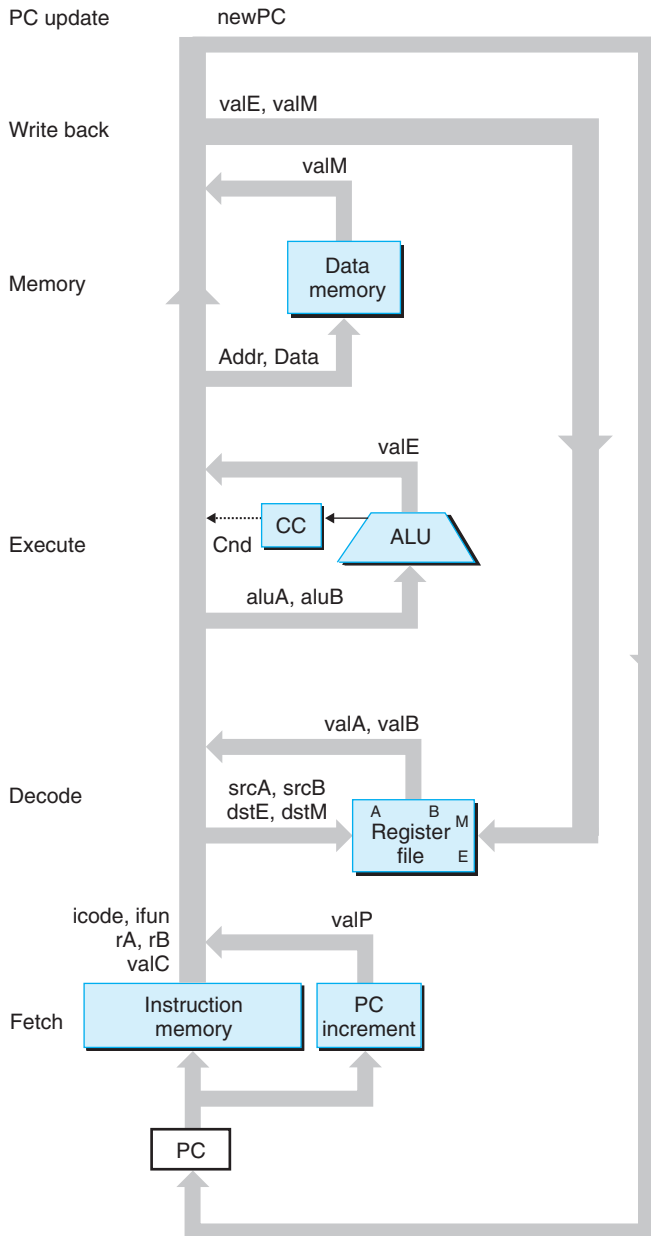 PC update
newPC
valE, valM
Write back
valM
Data
memory
Memory
Addr, Data
valE
CC
ALU
Cnd
Execute
aluA, aluB
valA, valB
srcA, srcB
dstE, dstM
Decode
A
B
M
Register
file
E
icode, ifun
rA, rB
valC
valP
Fetch
Instruction
memory
PC
increment
PC